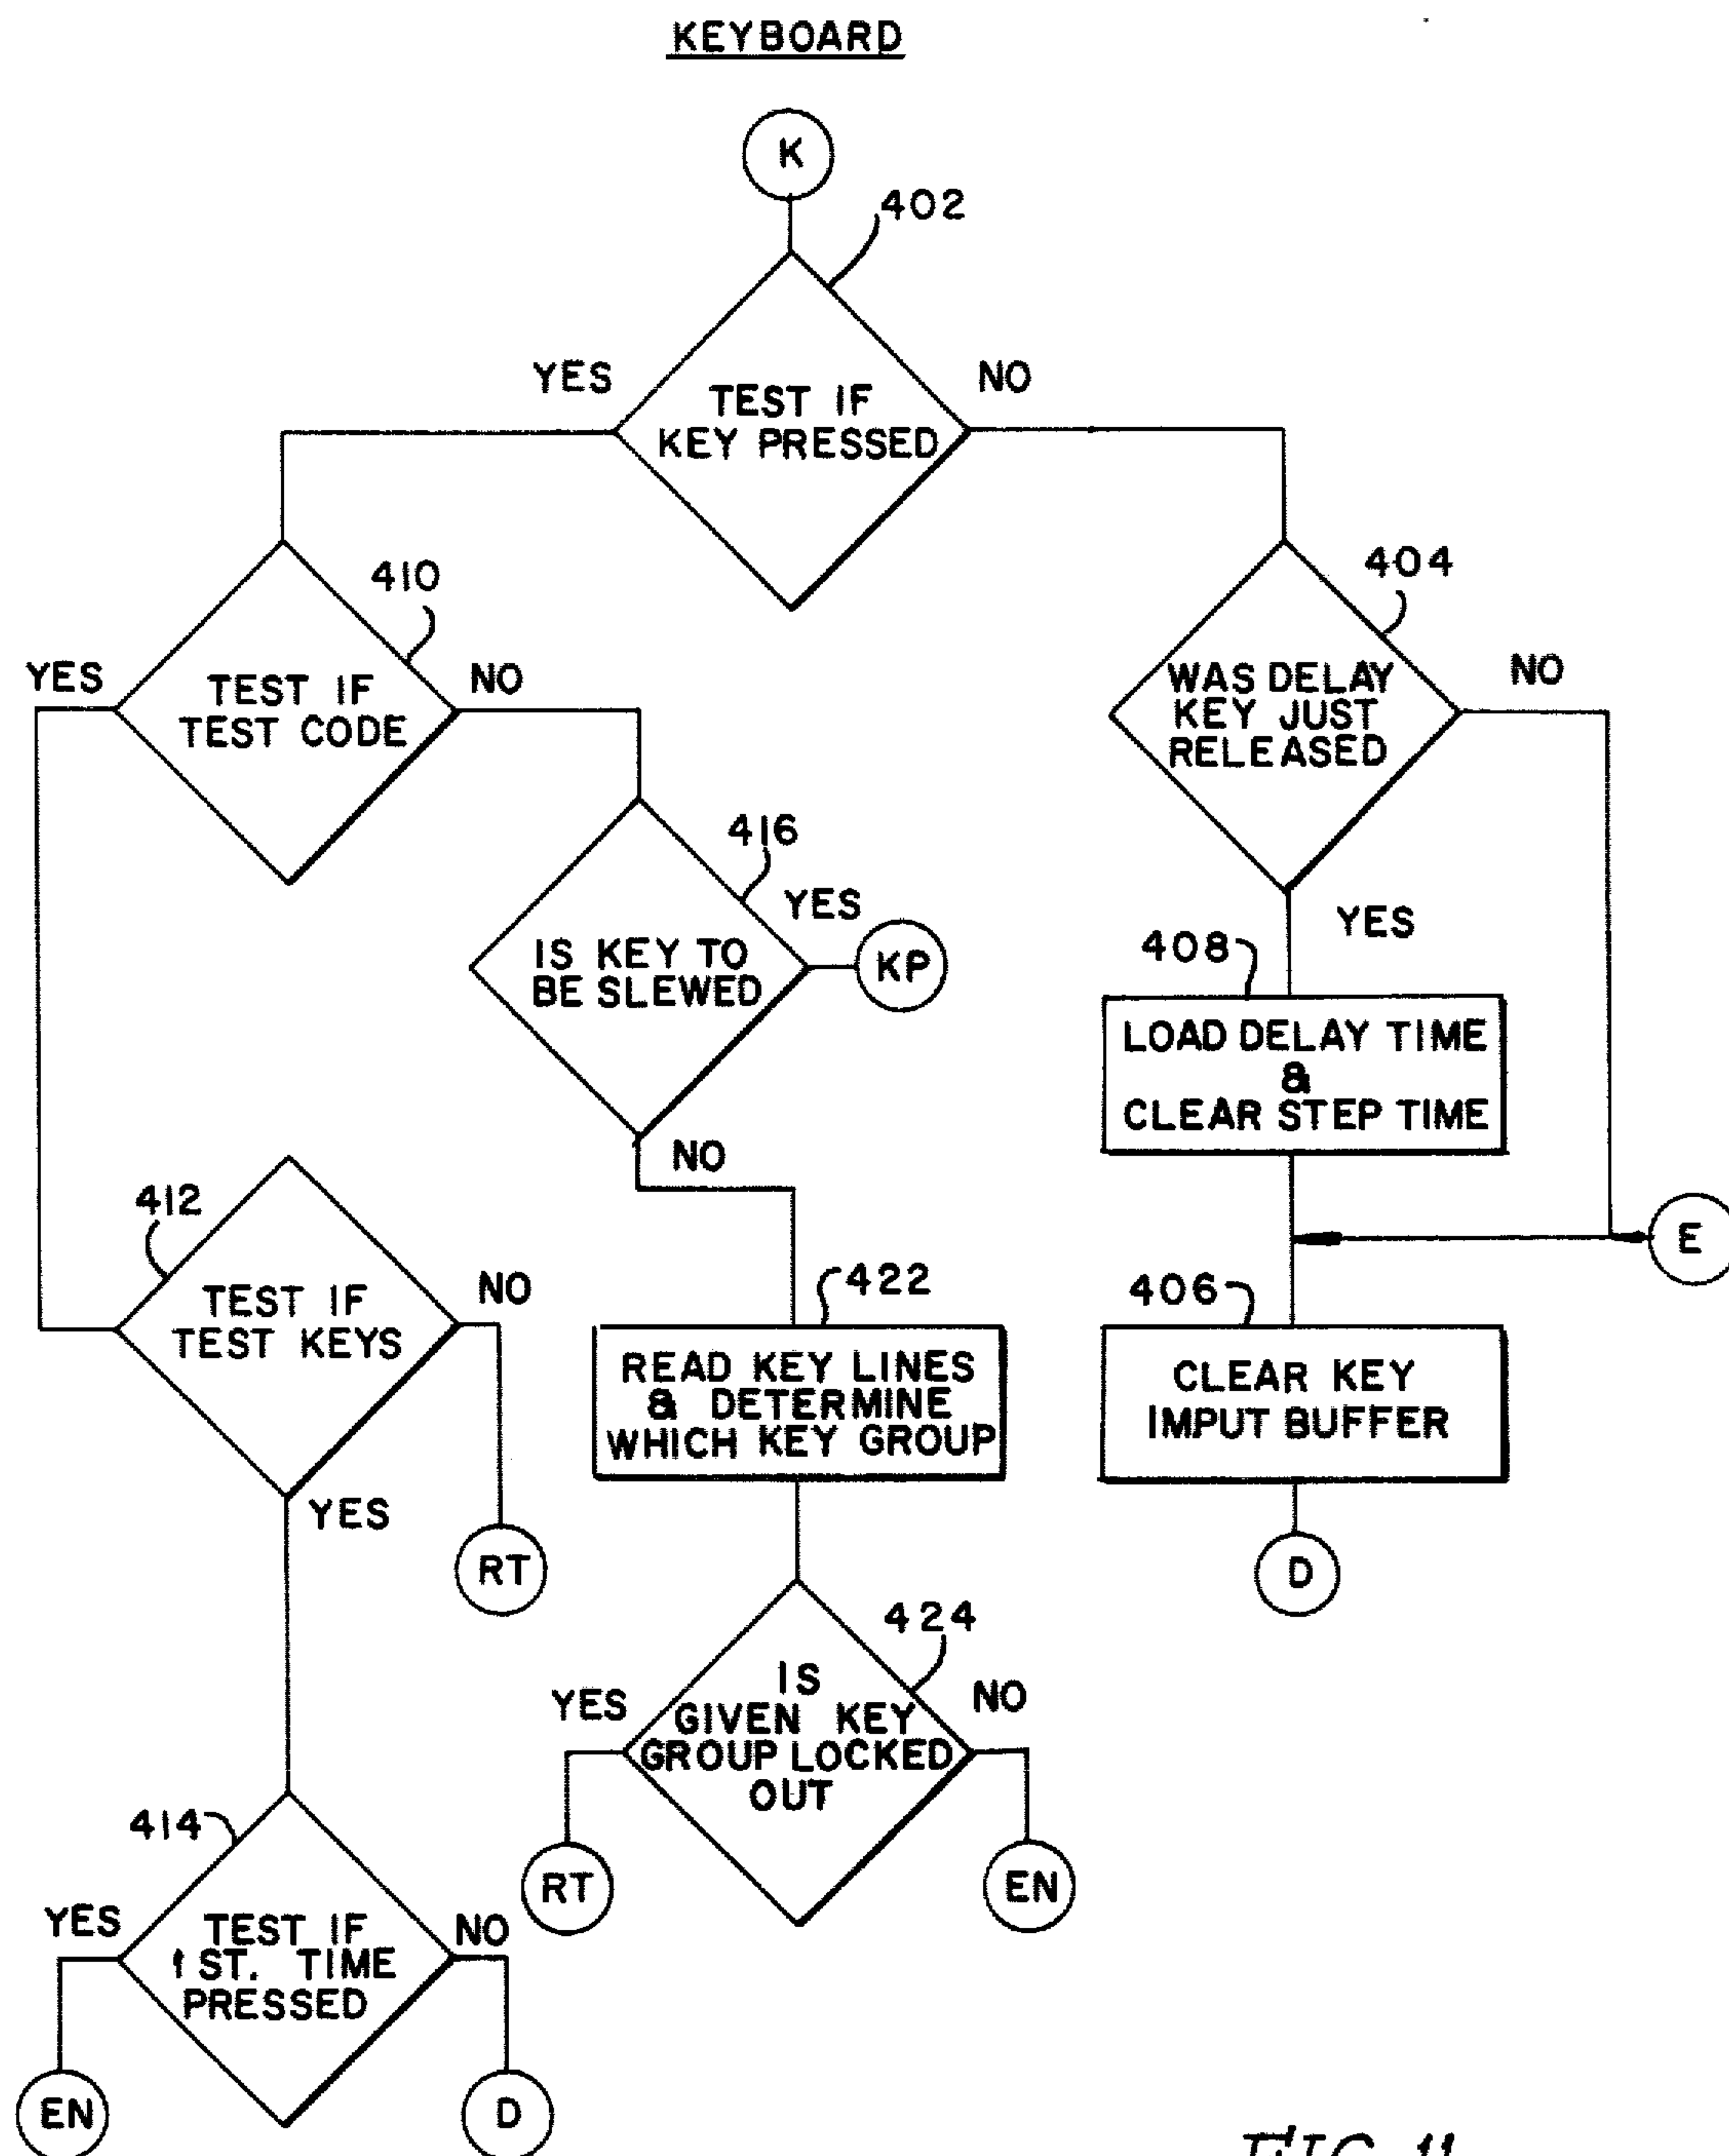 KEYBOARD
K
402
YES
TEST IF
KEY PRESSED
NO
410
YES
TEST IF
TEST CODE
NO
404
WAS DELAY
KEY JUST
RELEASED
NO
YES
416
YES
IS KEY TO
BE SLEWED
KP
NO
408
LOAD DELAY TIME
&
CLEAR STEP TIME
E
412
TEST IF
TEST KEYS
NO
YES
RT
422
READ KEY LINES
& DETERMINE
WHICH KEY GROUP
406
CLEAR KEY
IMPUT BUFFER
D
424
YES
IS
GIVEN KEY
GROUP LOCKED
OUT
NO
RT
EN
414
YES
TEST IF
1 ST. TIME
PRESSED
NO
EN
D
FIG. 11